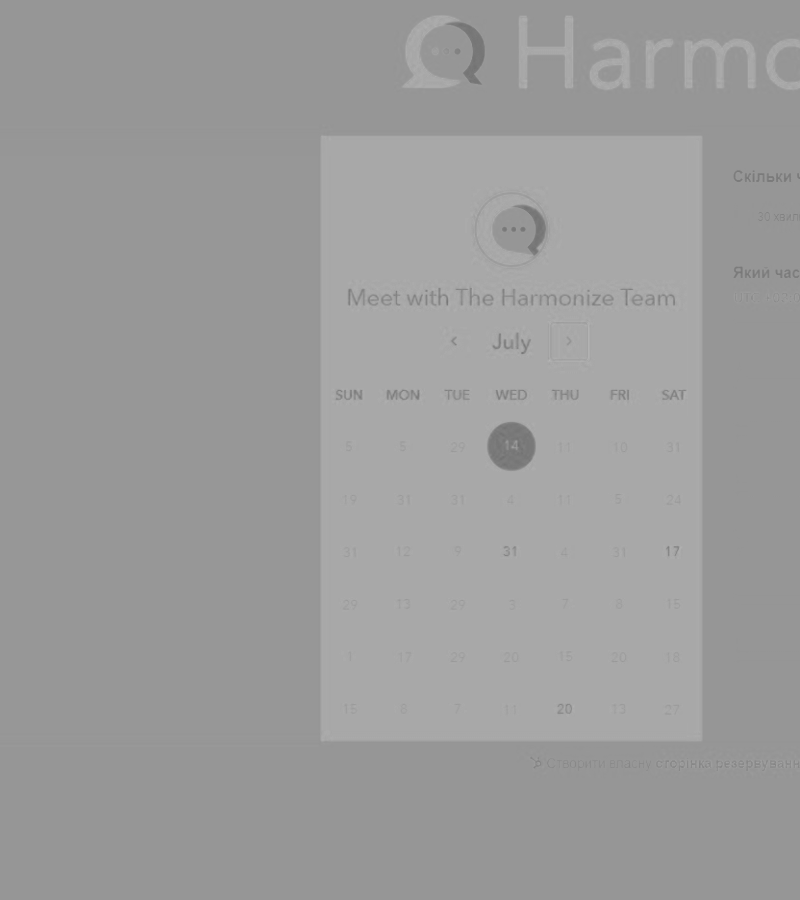 Harmo
Скільки ч
30 хвил
Meet with The Harmonize Team
Який час
‹ July ›
SUN MON TUE WED THU FRI SAT
5 5 29 14 11 10 31
19 31 31 4 11 5 24
31 12 9 31 4 31 17
29 13 29 3 7 8 15
1 17 29 20 15 20 18
15 8 7 11 20 13 27
Створити власну сторінка резервуванн